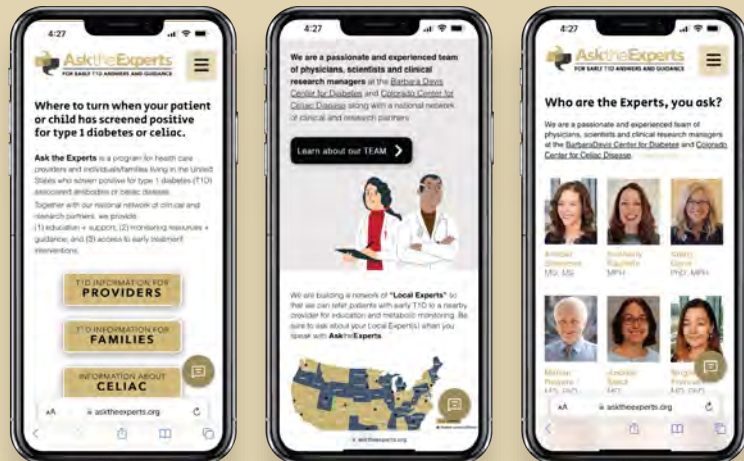 4:27
AsktheExperts
FOR EARLY T1D ANSWERS AND GUIDANCE
Where to turn when your patient
or child has screened positive
for type 1 diabetes or celiac.
Ask the Experts is a program for health care
providers and individuals/families living in the United
States who screen positive for type 1 diabetes (T1D)
associated antibodies or celiac disease.
Together with our national network of clinical and
research partners, we provide:
(1) education + support, (2) monitoring resources +
guidance, and (3) access to early treatment
interventions.
T1D INFORMATION FOR
PROVIDERS
T1D INFORMATION FOR
FAMILIES
INFORMATION ABOUT
CELIAC
AA
asktheexperts.org
4:27
We are a passionate and experienced team
of physicians, scientists and clinical
research managers at the Barbara Davis
Center for Diabetes and Colorado Center for
Celiac Disease along with a national network
of clinical and research partners
Learn about our TEAM
We are building a network of "Local Experts" so
that we can refer patients with early T1D to a nearby
provider for education and metabolic monitoring. Be
sure to ask about your Local Expert(s) when you
speak with AsktheExperts
asktheexperts.org
4:27
AsktheExperts
FOR EARLY T1D ANSWERS AND GUIDANCE
Who are the Experts, you ask?
We are a passionate and experienced team of
physicians, scientists and clinical research managers
at the BarbaraDavis Center for Diabetes and Colorado
Center for Celiac Disease.
MPH
PhD, MPH
Marian
AA
asktheexperts.org